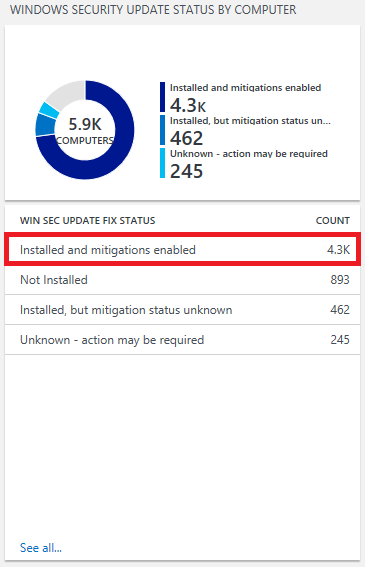 WINDOWS SECURITY UPDATE STATUS BY COMPUTER
5.9K
COMPUTERS
Installed and mitigations enabled
4.3K
Installed, but mitigation status un...
462
Unknown - action may be required
245
WIN SEC UPDATE FIX STATUS COUNT
Installed and mitigations enabled 4.3K
Not Installed 893
Installed, but mitigation status unknown 462
Unknown - action may be required 245
See all...